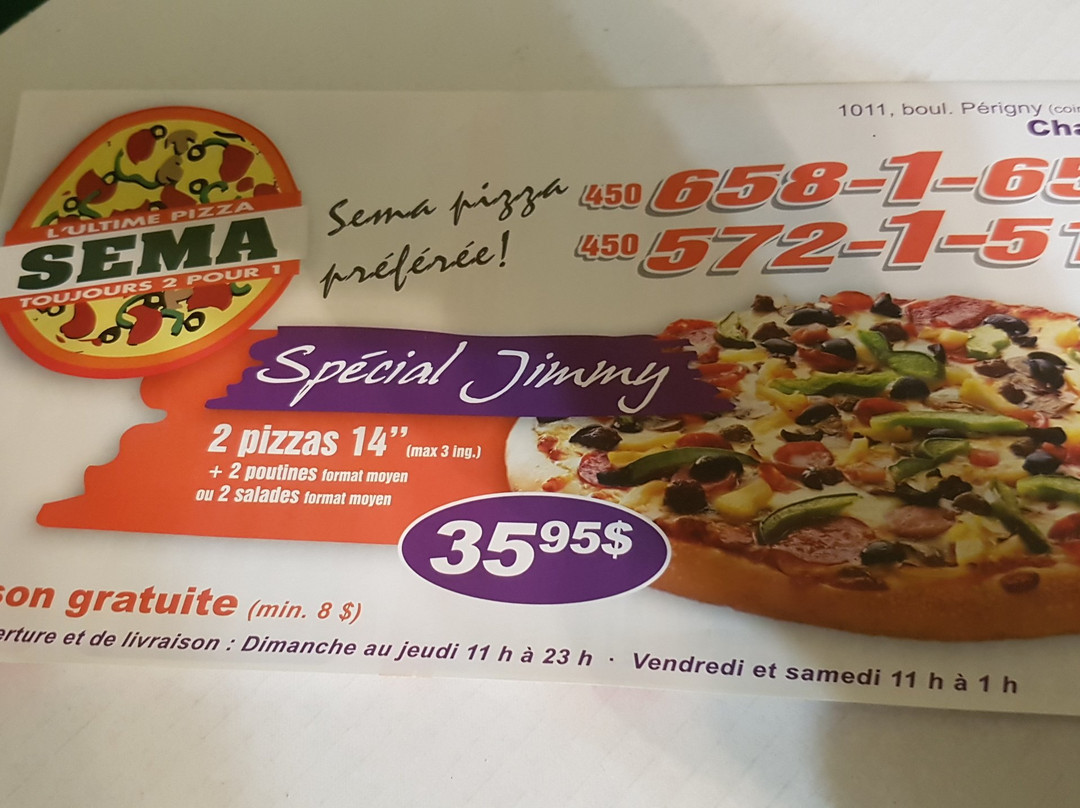 1011, boul. Périgny
L'ULTIME PIZZA
SEMA
TOUJOURS 2 POUR 1
Sema pizza
préférée!
450 658-1-65
450 572-1-51
Spécial Jimmy
2 pizzas 14’’ (max 3 ing.)
+ 2 poutines format moyen
ou 2 salades format moyen
35 95$
gratuite (min. 8 $)
et de livraison : Dimanche au jeudi 11 h à 23 h · Vendredi et samedi 11 h à 1 h